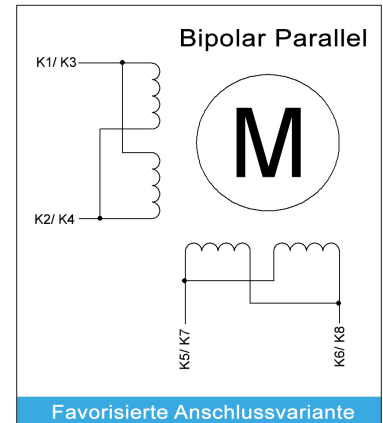 Bipolar Parallel
K1/ K3
M
K2/ K4
K5/ K7
K6/ K8
Favorisierte Anschlussvariante